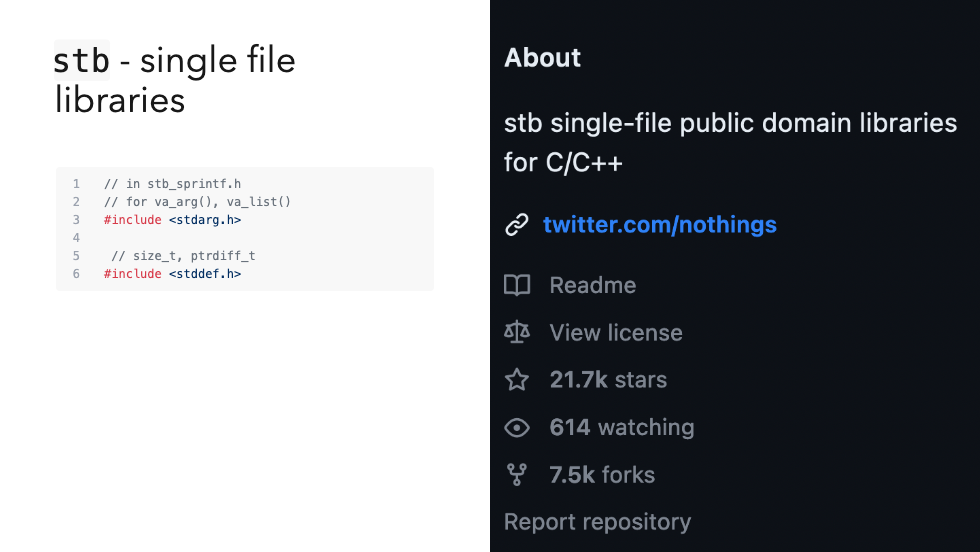 stb - single file
libraries
1 // in stb_sprintf.h
2 // for va_arg(), va_list()
3 #include <stdarg.h>
4
5 // size_t, ptrdiff_t
6 #include <stddef.h>
About
stb single-file public domain libraries
for C/C++
twitter.com/nothings
Readme
View license
21.7k stars
614 watching
7.5k forks
Report repository